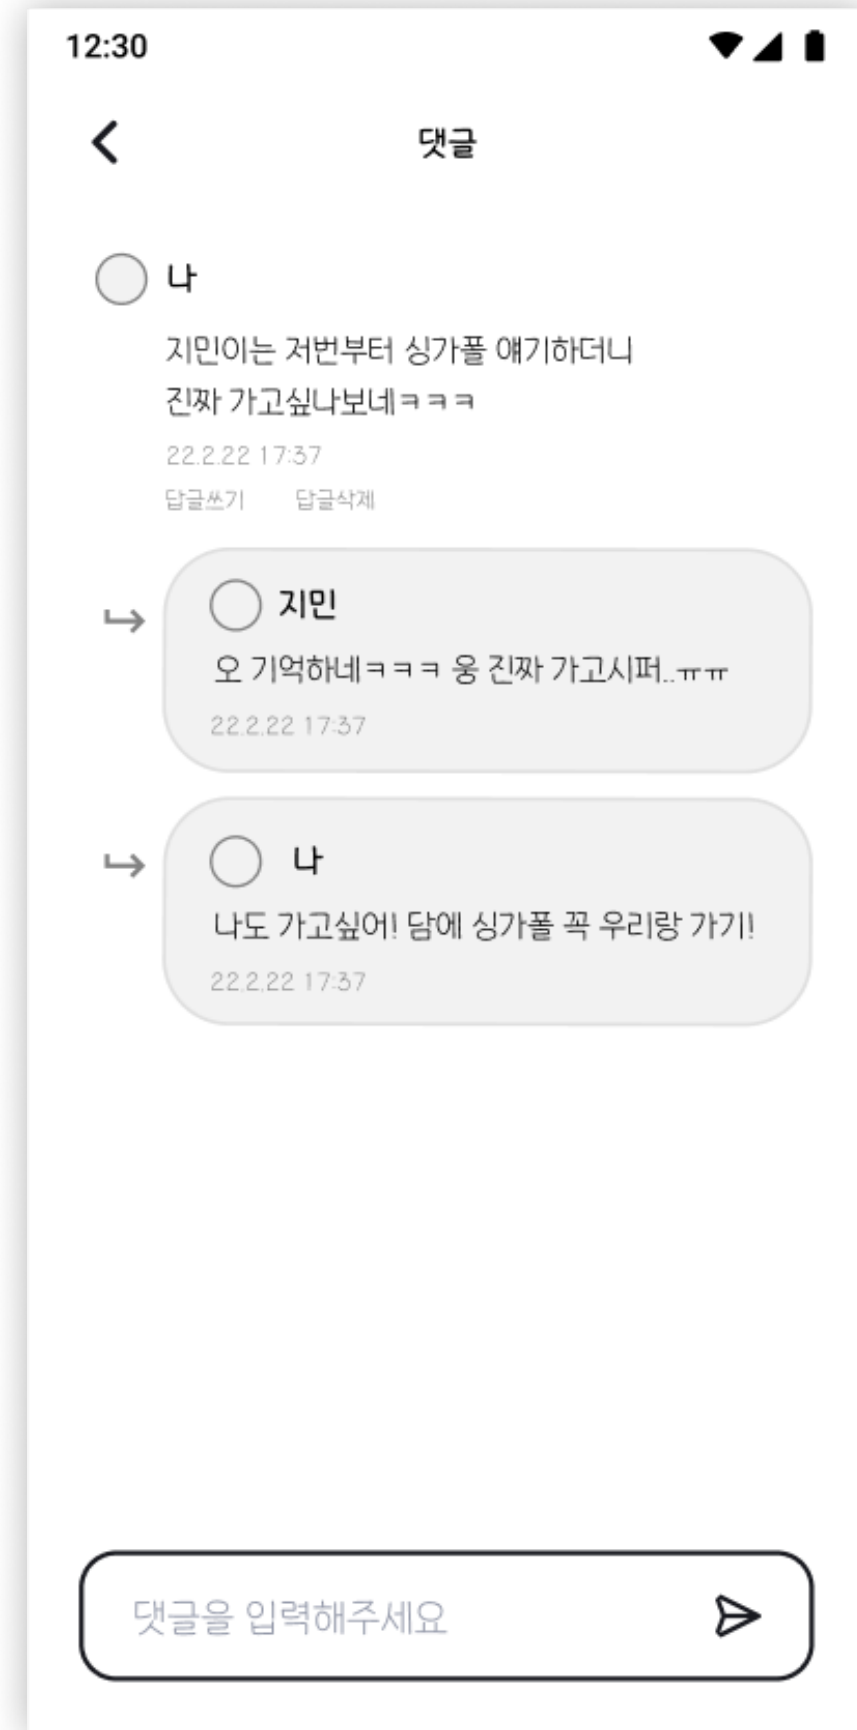 12:30
댓글
나
지민이는 저번부터 싱가폴 얘기하더니
진짜 가고싶나보네ㅋㅋㅋ
22.2.22 17:37
답글쓰기 답글삭제
지민
오 기억하네ㅋㅋㅋ 웅 진짜 가고시퍼..ㅠㅠ
22.2.22 17:37
나
나도 가고싶어! 담에 싱가폴 꼭 우리랑 가기!
22.2.22 17:37
댓글을 입력해주세요